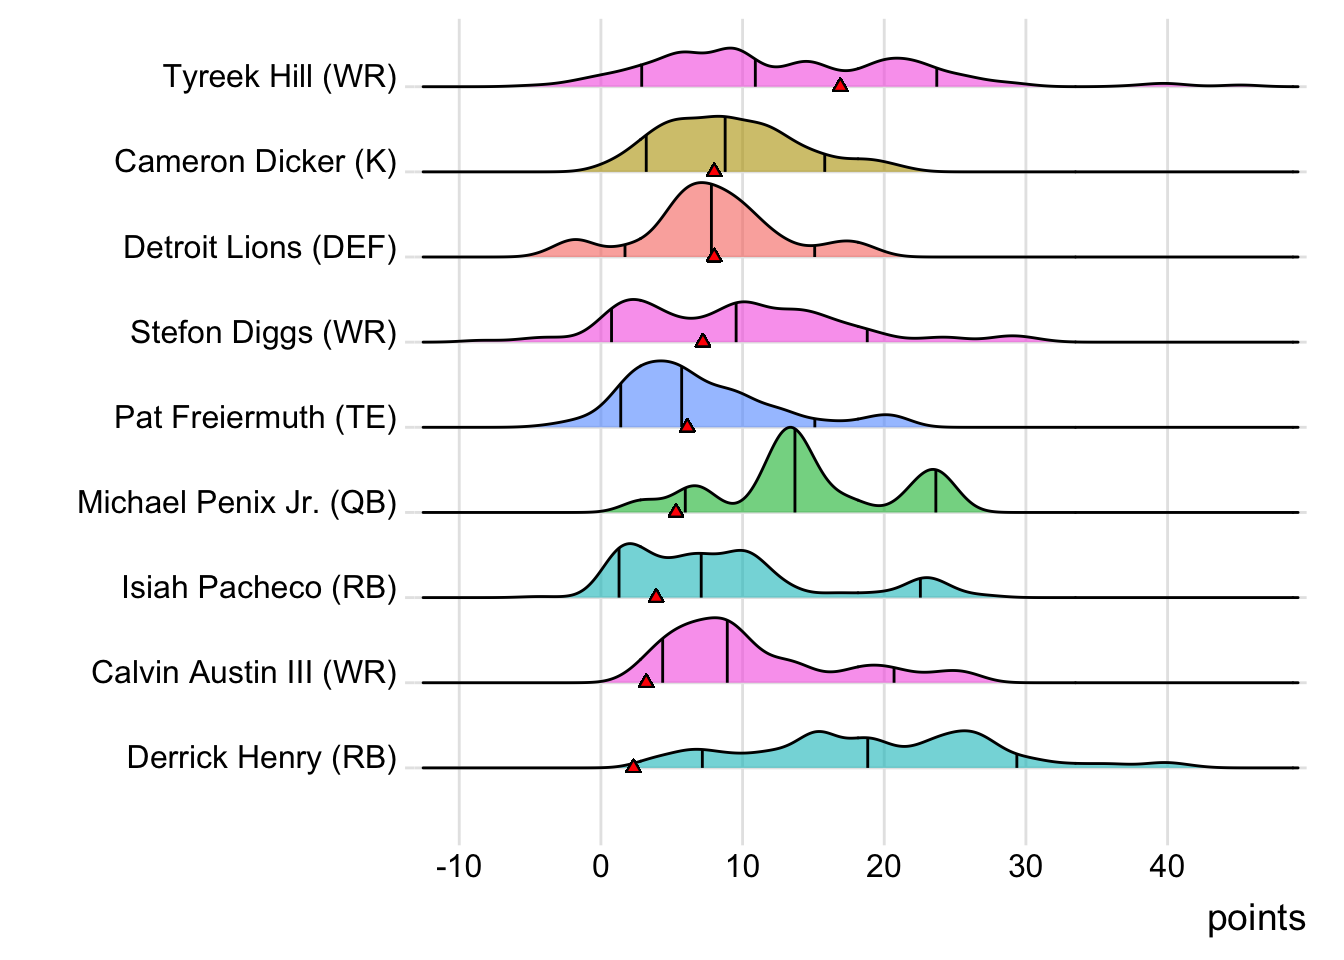 Tyreek Hill (WR)
Cameron Dicker (K)
Detroit Lions (DEF)
Stefon Diggs (WR)
Pat Freiermuth (TE)
Michael Penix Jr. (QB)
Isiah Pacheco (RB)
Calvin Austin III (WR)
Derrick Henry (RB)
-10 0 10 20 30 40
points